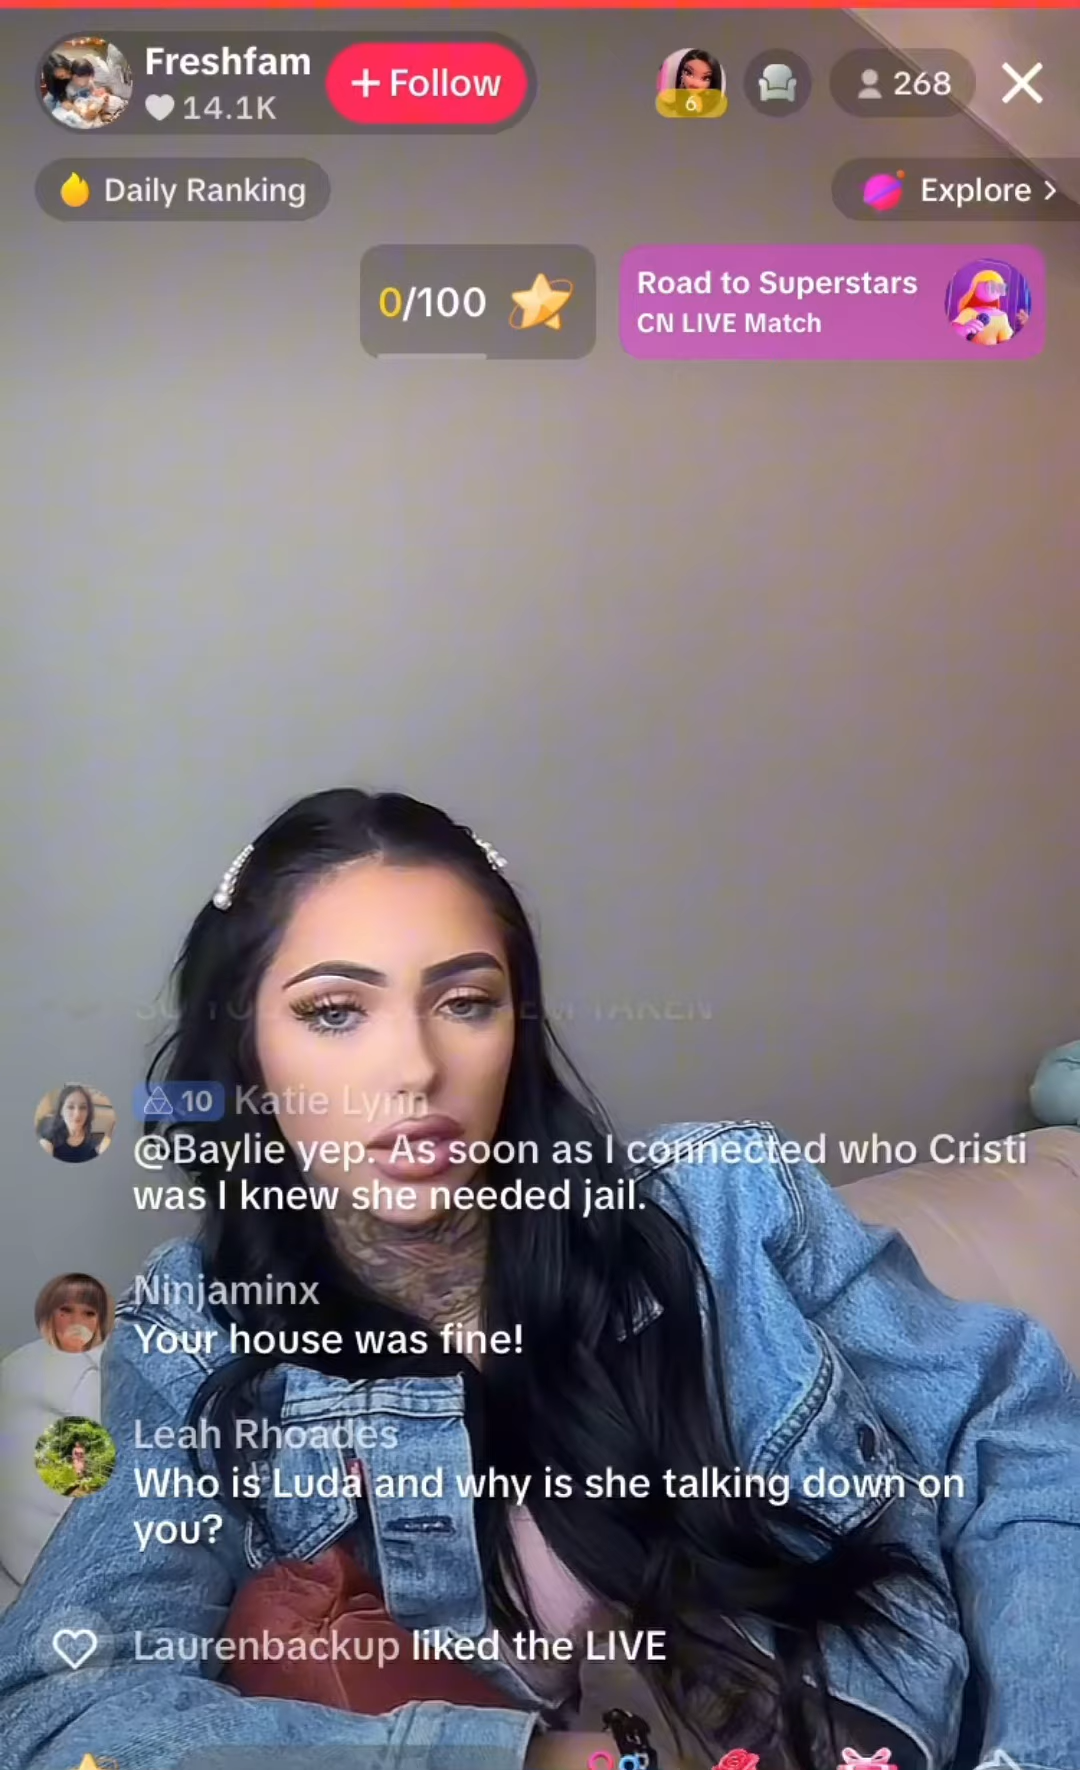 Freshfam
14.1K
+ Follow
6
268
Daily Ranking
Explore >
0/100
Road to Superstars
CN LIVE Match
TAKEN
10 Katie Lynn
@Baylie yep. As soon as I connected who Cristi
was I knew she needed jail.
Ninjaminx
Your house was fine!
Leah Rhoades
Who is Luda and why is she talking down on
you?
Laurenbackup liked the LIVE